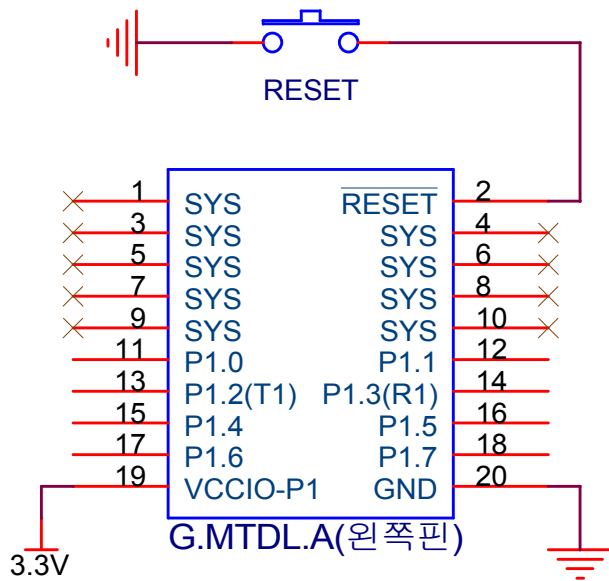 RESET
1 SYS RESET 2
3 SYS SYS 4
5 SYS SYS 6
7 SYS SYS 8
9 SYS SYS 10
11 P1.0 P1.1 12
13 P1.2(T1) P1.3(R1) 14
15 P1.4 P1.5 16
17 P1.6 P1.7 18
19 VCCIO-P1 GND 20
G.MTDL.A(왼쪽핀)
3.3V